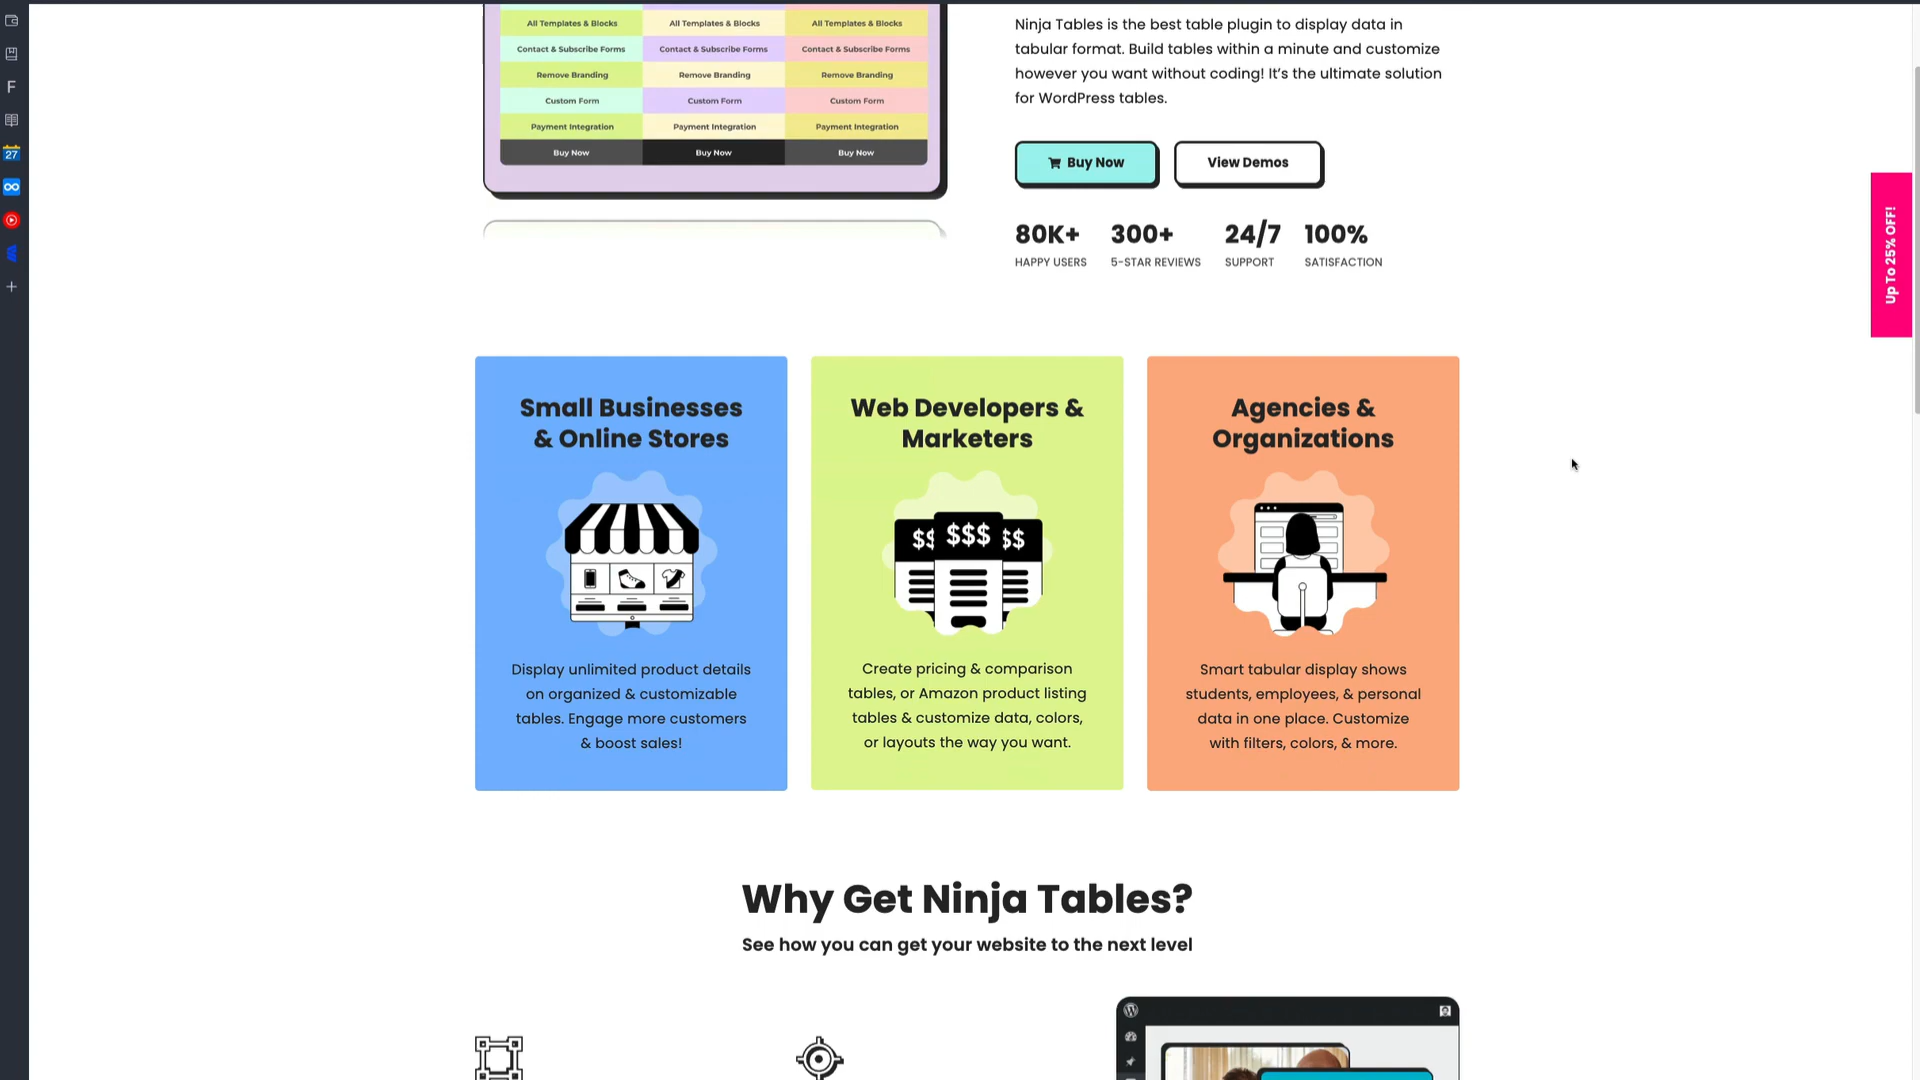 All Templates & Blocks All Templates & Blocks All Templates & Blocks
Contact & Subscribe Forms Contact & Subscribe Forms Contact & Subscribe Forms
Remove Branding Remove Branding Remove Branding
Custom Form Custom Form Custom Form
Payment Integration Payment Integration Payment Integration
Buy Now Buy Now Buy Now
Ninja Tables is the best table plugin to display data in
tabular format. Build tables within a minute and customize
however you want without coding! It’s the ultimate solution
for WordPress tables.
Buy Now View Demos
80K+ 300+ 24/7 100%
HAPPY USERS 5-STAR REVIEWS SUPPORT SATISFACTION
Up To 25% OFF!
F
27
Small Businesses
& Online Stores
Display unlimited product details
on organized & customizable
tables. Engage more customers
& boost sales!
Web Developers &
Marketers
$$ $$$ $$
Create pricing & comparison
tables, or Amazon product listing
tables & customize data, colors,
or layouts the way you want.
Agencies &
Organizations
Smart tabular display shows
students, employees, & personal
data in one place. Customize
with filters, colors, & more.
Why Get Ninja Tables?
See how you can get your website to the next level